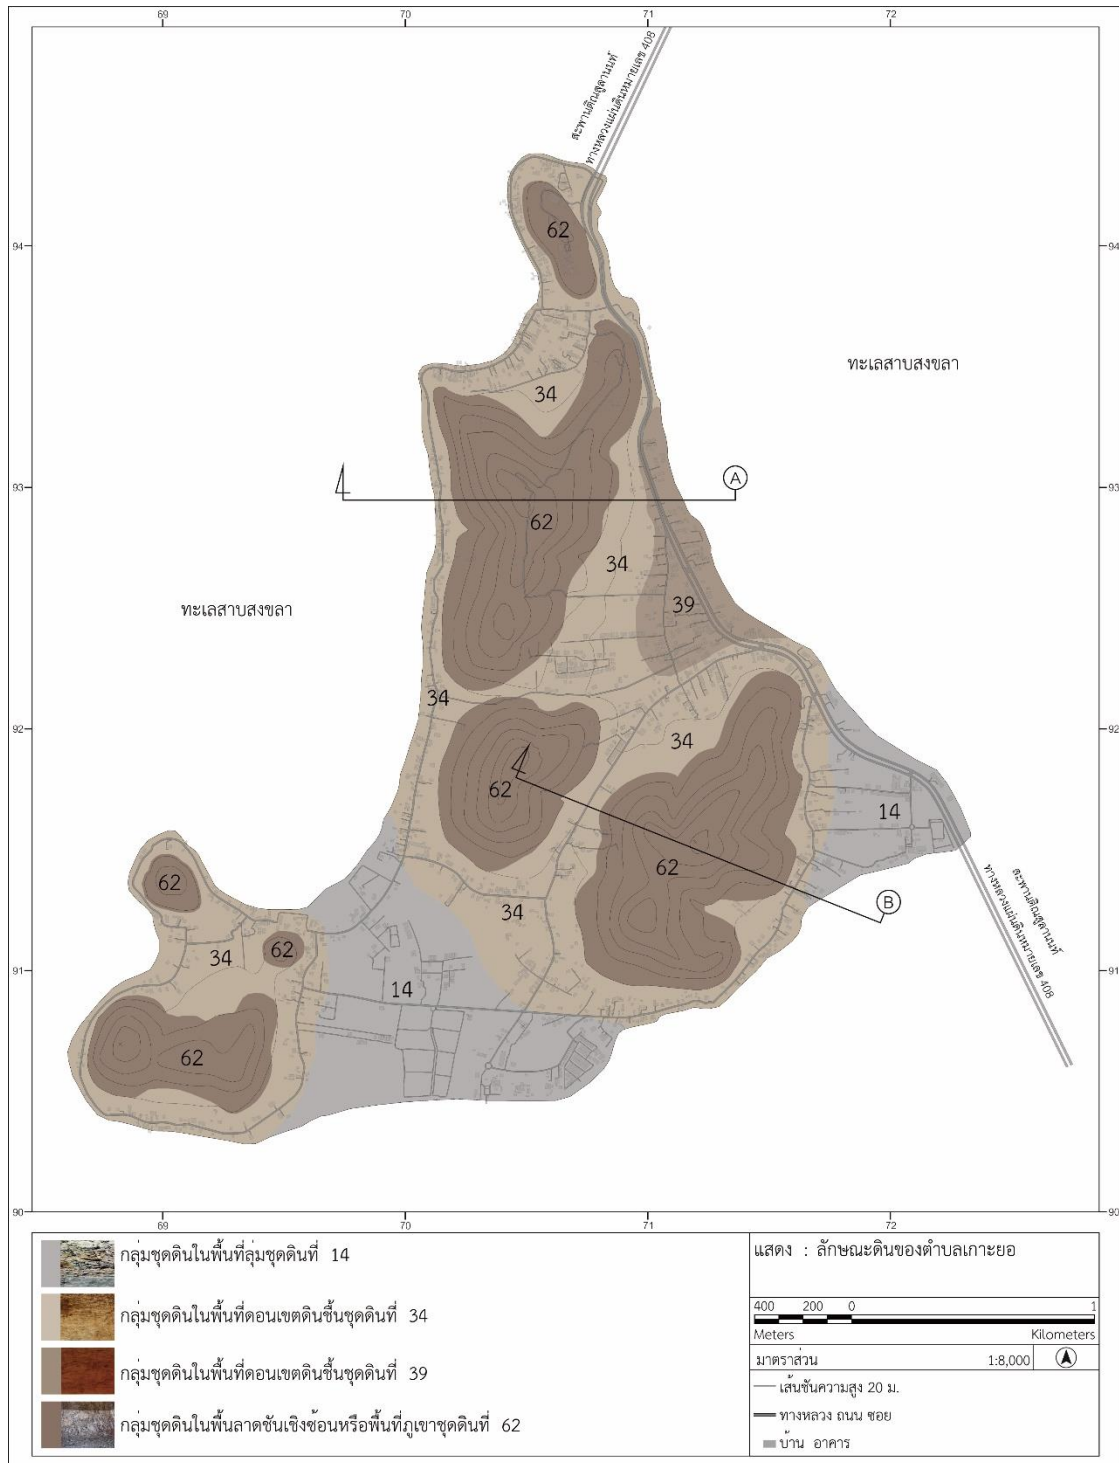 69 70 71 72
สะพานติณสูลานนท์
ทางหลวงแผ่นดินหมายเลข 408
94 62 94
ทะเลสาบสงขลา
34
93 A 93
62
34
ทะเลสาบสงขลา
39
34
92 34 92
62
14
62
62 B
สะพานติณสูลานนท์
ทางหลวงแผ่นดินหมายเลข 408
34
62
34
91 91
14
62
90 90
69 70 71 72
กลุ่มชุดดินในพื้นที่ลุ่มชุดดินที่ 14
กลุ่มชุดดินในพื้นที่ดอนเขตดินชื้นชุดดินที่ 34
กลุ่มชุดดินในพื้นที่ดอนเขตดินชื้นชุดดินที่ 39
กลุ่มชุดดินในพื้นลาดชันเชิงซ้อนหรือพื้นที่ภูเขาชุดดินที่ 62
แสดง : ลักษณะดินของตำบลเกาะยอ
400 200 0 1
Meters Kilometers
มาตราส่วน 1:8,000
เส้นชันความสูง 20 ม.
ทางหลวง ถนน ซอย
บ้าน อาคาร